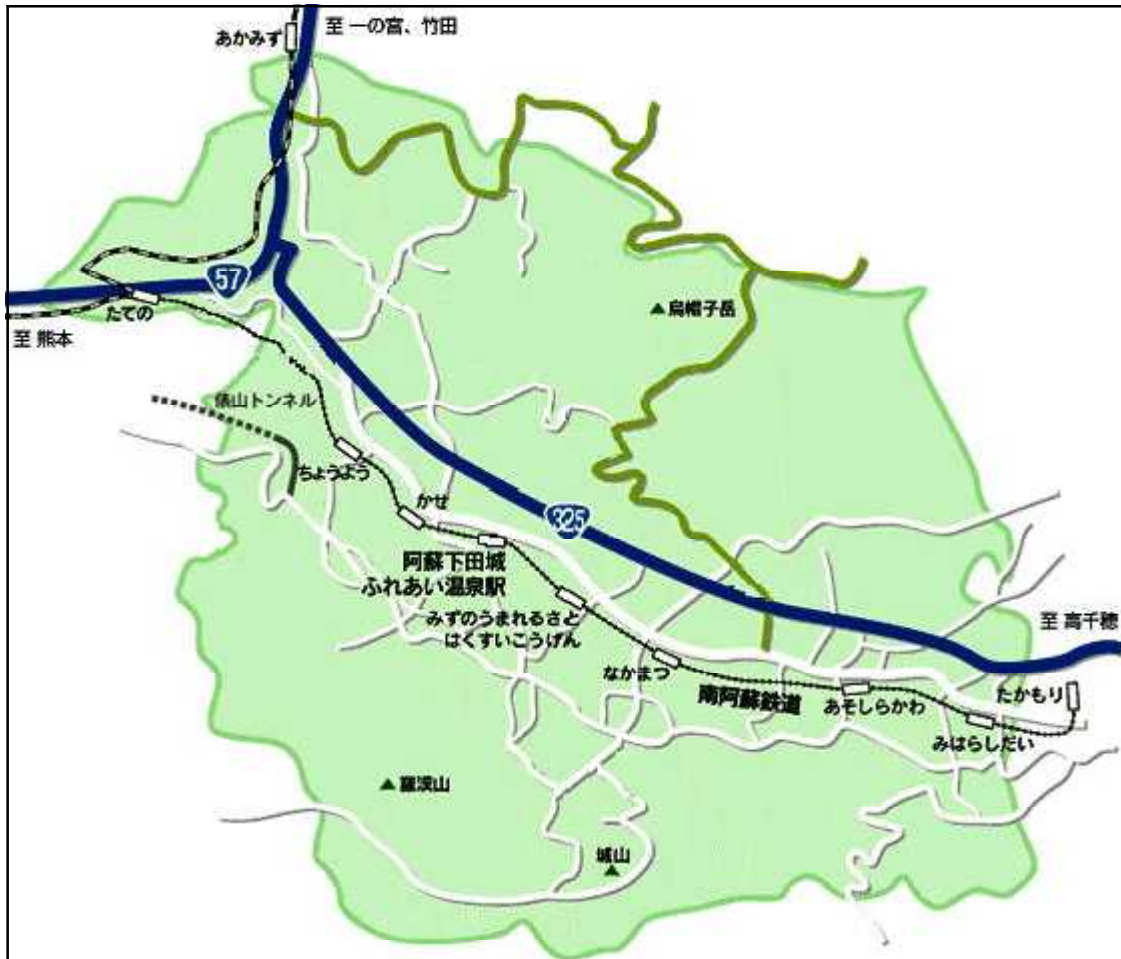 至 一の宮、竹田
あかみず
57
たての
至 熊本
烏帽子岳
俵山トンネル
ちょうよう
かせ
325
阿蘇下田城
ふれあい温泉駅
みずのうまれるさと
はくすいこうげん
至 高千穂
なかまつ
南阿蘇鉄道
あそしらかわ
たかもり
みはらしだい
羅漢山
城山